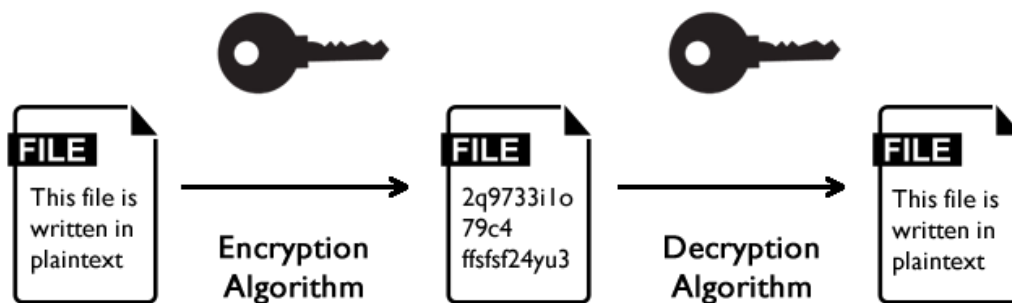 FILE
This file is
written in
plaintext
Encryption
Algorithm
FILE
2q9733i1o
79c4
ffsfsf24yu3
Decryption
Algorithm
FILE
This file is
written in
plaintext